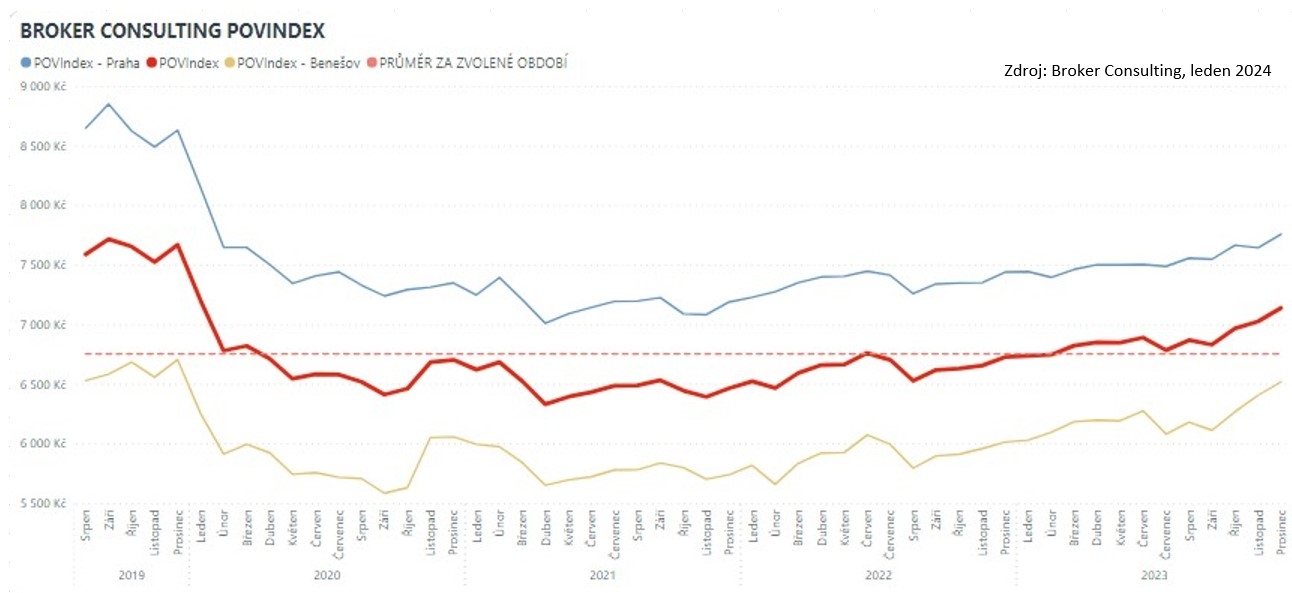 BROKER CONSULTING POVINDEX
POVIndex - Praha POVIndex POVIndex - Benešov PRŮMĚR ZA ZVOLENÉ OBDOBÍ
Zdroj: Broker Consulting, leden 2024
9 000 Kč
8 500 Kč
8 000 Kč
7 500 Kč
7 000 Kč
6 500 Kč
6 000 Kč
5 500 Kč
Srpen Září Říjen Listopad Prosinec Leden Únor Březen Duben Květen Červen Červenec Srpen Září Říjen Listopad Prosinec Leden Únor Březen Duben Květen Červen Červenec Srpen Září Říjen Listopad Prosinec Leden Únor Březen Duben Květen Červen Červenec Srpen Září Říjen Listopad Prosinec Leden Únor Březen Duben Květen Červen Červenec Srpen Září Říjen Listopad Prosinec
2019 2020 2021 2022 2023